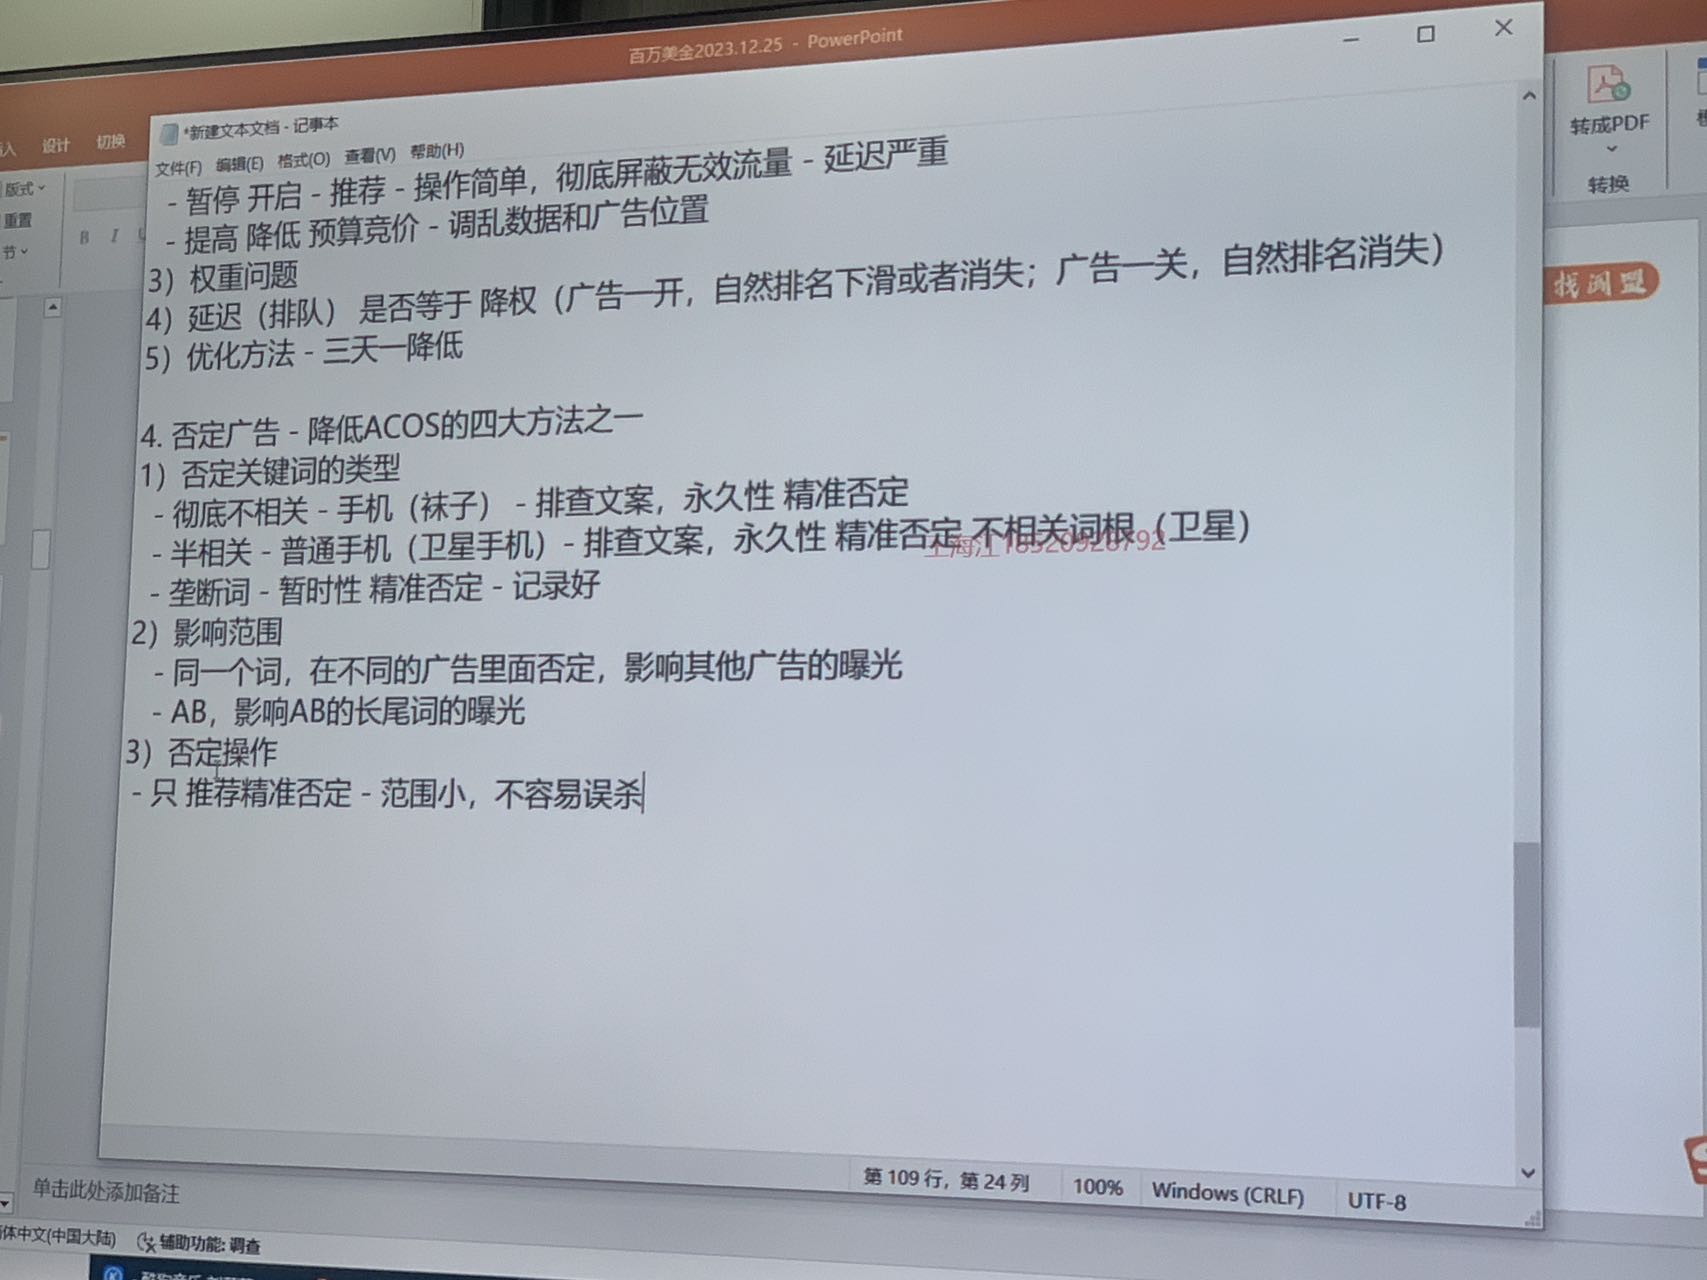 百万美金2023.12.25 - PowerPoint
设计 切换
版式
重置
节
B I U
转成PDF
转换
找阅盟
*新建文本文档 - 记事本
文件(F) 编辑(E) 格式(O) 查看(V) 帮助(H)
- 暂停 开启 - 推荐 - 操作简单，彻底屏蔽无效流量 - 延迟严重
- 提高 降低 预算竞价 - 调乱数据和广告位置
3）权重问题
4）延迟（排队） 是否等于 降权（广告一开，自然排名下滑或者消失；广告一关，自然排名消失）
5）优化方法 - 三天一降低
4. 否定广告 - 降低ACOS的四大方法之一
1）否定关键词的类型
- 彻底不相关 - 手机（袜子） - 排查文案，永久性 精准否定
- 半相关 - 普通手机（卫星手机）- 排查文案，永久性 精准否定 不相关词根（卫星）
- 垄断词 - 暂时性 精准否定 - 记录好
2）影响范围
- 同一个词，在不同的广告里面否定，影响其他广告的曝光
- AB，影响AB的长尾词的曝光
3）否定操作
- 只 推荐精准否定 - 范围小，不容易误杀
第 109 行，第 24 列 100% Windows (CRLF) UTF-8
单击此处添加备注
体中文(中国大陆) 辅助功能: 调查